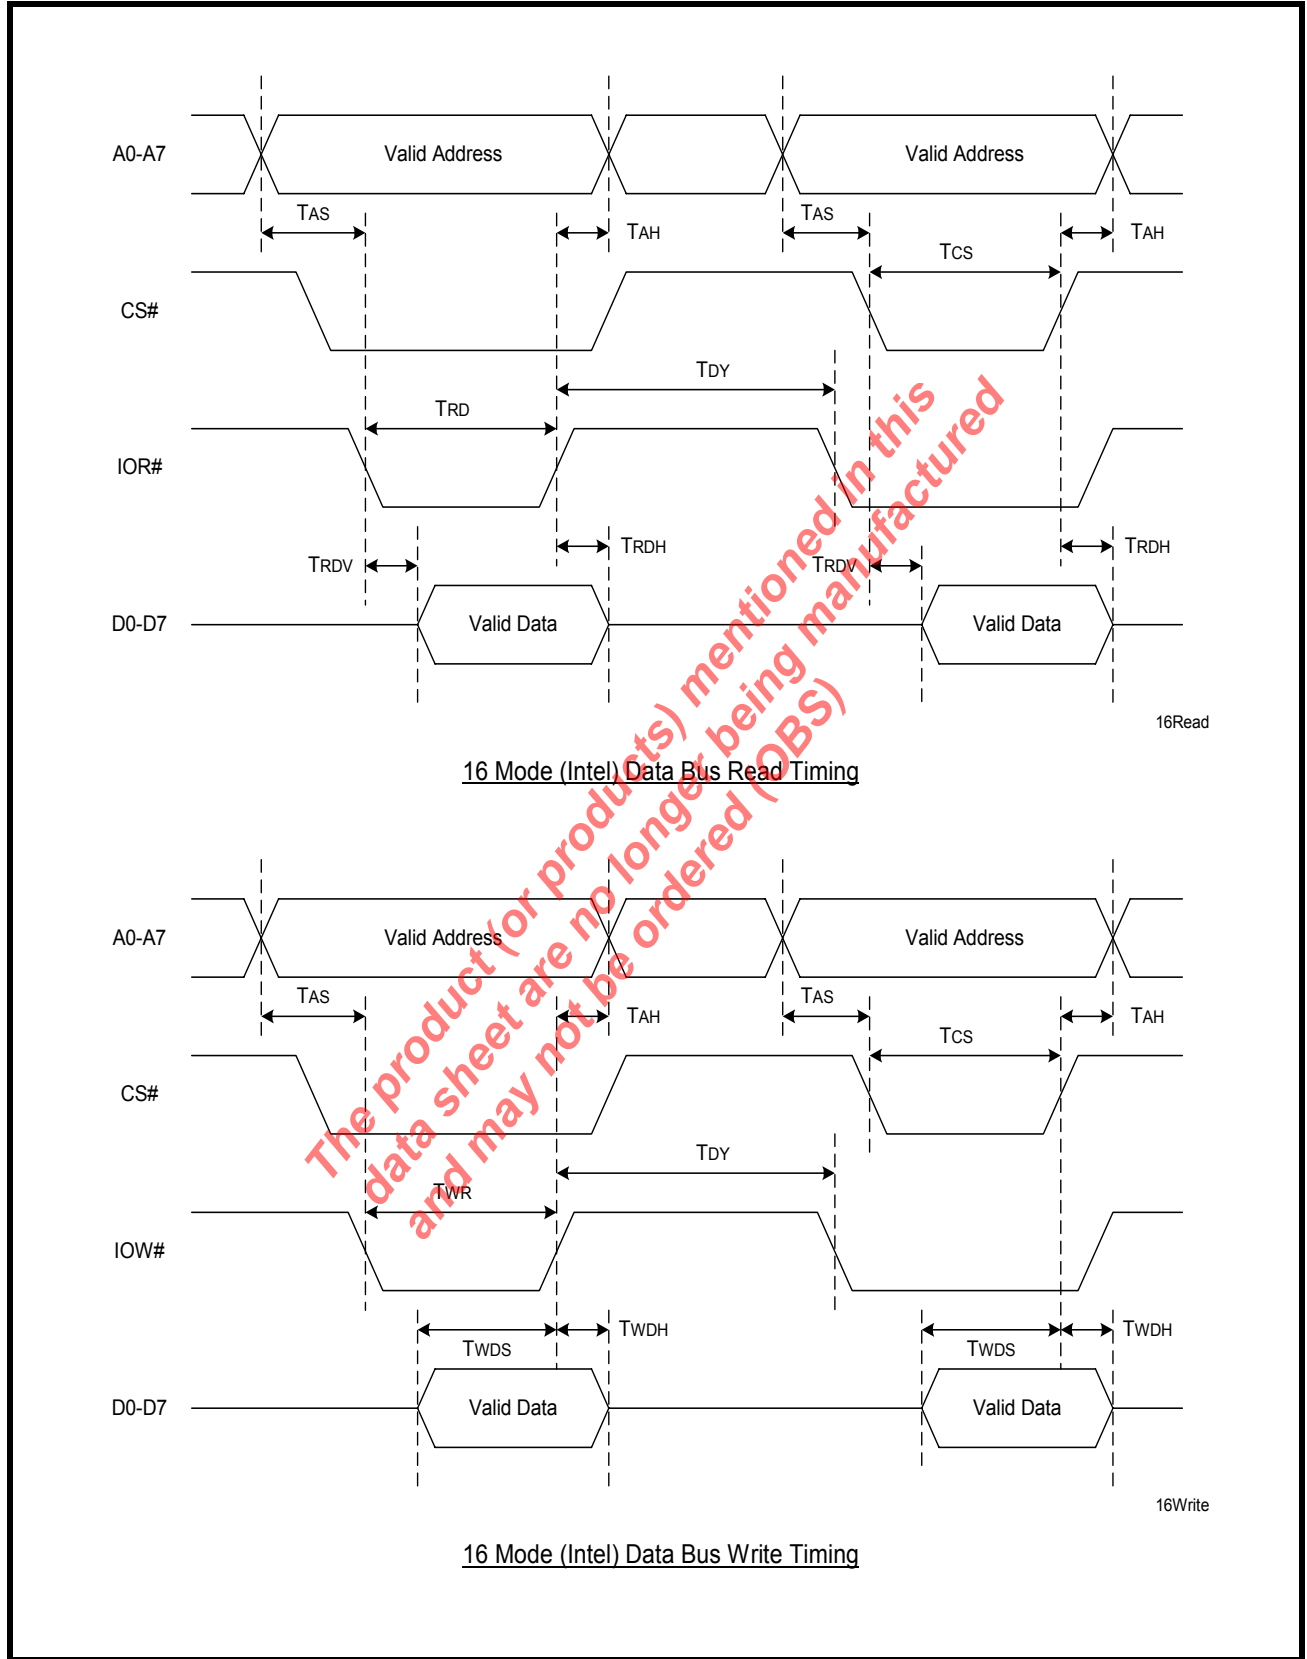 A0-A7
Valid Address
Valid Address
TAS
TAH
TAS
TAH
TCS
CS#
TDY
TRD
IOR#
TRDV
TRDH
TRDV
TRDH
D0-D7
Valid Data
Valid Data
16Read
16 Mode (Intel) Data Bus Read Timing
The product (or products) mentioned in this
data sheet are no longer being manufactured
and may not be ordered (OBS)
A0-A7
Valid Address
Valid Address
TAS
TAH
TAS
TAH
TCS
CS#
TDY
TWR
IOW#
TWDS
TWDH
TWDS
TWDH
D0-D7
Valid Data
Valid Data
16Write
16 Mode (Intel) Data Bus Write Timing